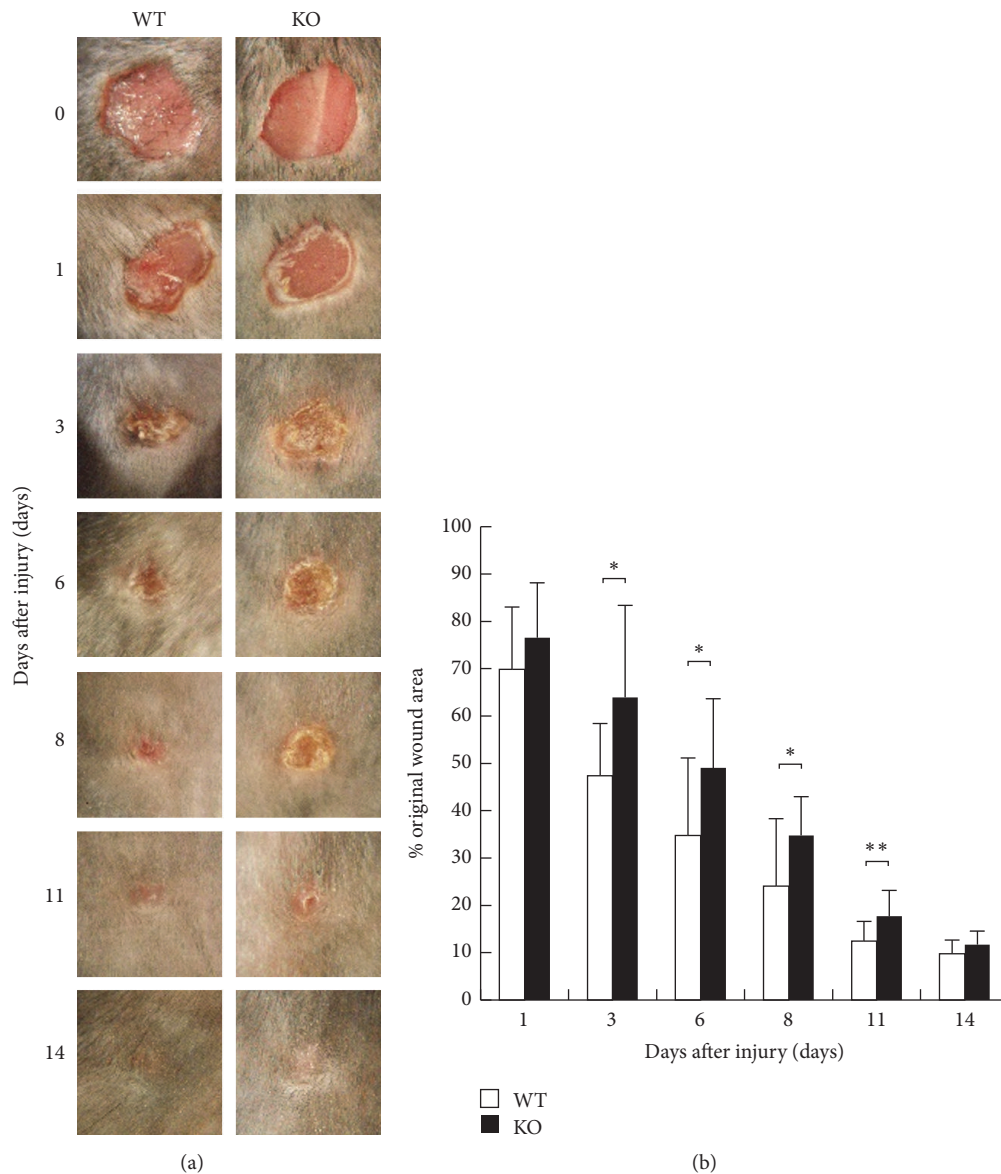 WT KO
0
1
3
6
8
11
14
Days after injury (days)
(a)
100
90
80
70
60
50
40
30
20
10
0
% original wound area
*
*
*
**
1 3 6 8 11 14
Days after injury (days)
WT
KO
(b)